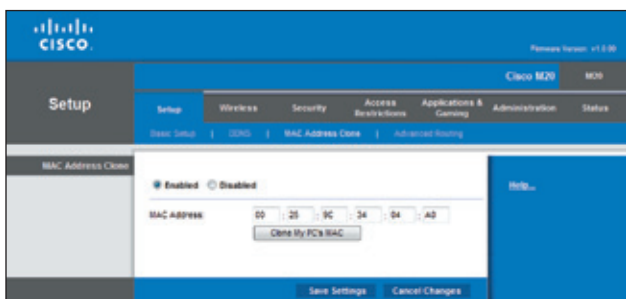 CISCO.
Firmware Version: v1.0.00
Cisco M20 M20
Setup
Setup Wireless Security Access Restrictions Applications & Gaming Administration Status
Basic Setup | DDNS | MAC Address Clone | Advanced Routing
MAC Address Clone
Enabled Disabled
Help...
MAC Address: 00 : 25 : 9C : 34 : 04 : A0
Clone My PC's MAC
Save Settings Cancel Changes